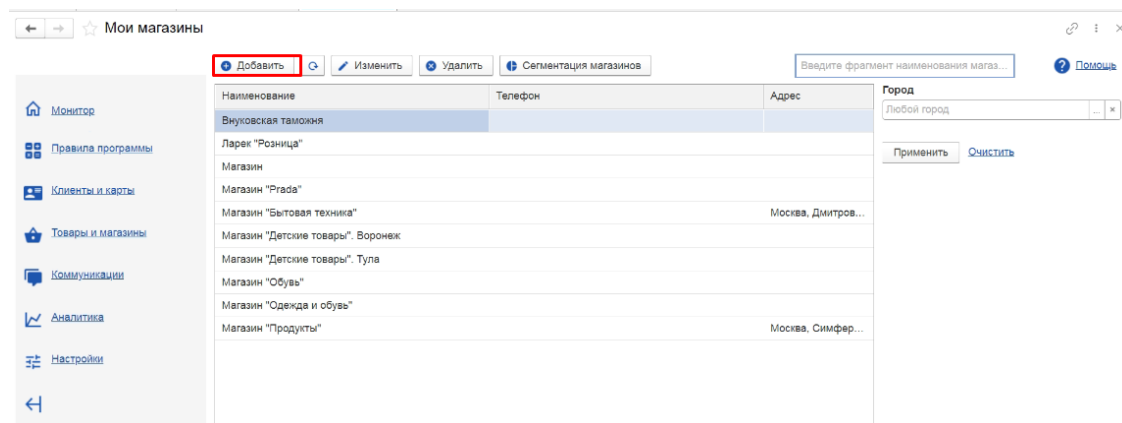 Мои магазины
Добавить Изменить Удалить Сегментация магазинов Введите фрагмент наименования магаз... Помощь
Наименование Телефон Адрес Город
Монитор
Правила программы
Клиенты и карты
Товары и магазины
Коммуникации
Аналитика
Настройки
Внуковская таможня
Ларек "Розница"
Магазин
Магазин "Prada"
Магазин "Бытовая техника" Москва, Дмитров...
Магазин "Детские товары". Воронеж
Магазин "Детские товары". Тула
Магазин "Обувь"
Магазин "Одежда и обувь"
Магазин "Продукты" Москва, Симфер...
Любой город ...
Применить Очистить